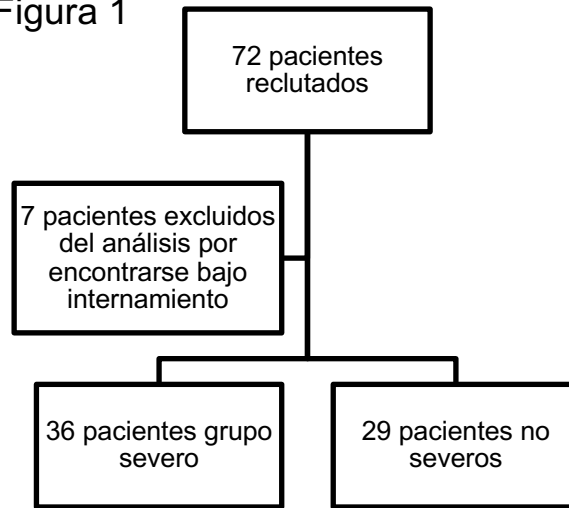 Figura 1
72 pacientes
reclutados
7 pacientes excluidos
del análisis por
encontrarse bajo
internamiento
36 pacientes grupo
severo
29 pacientes no
severos